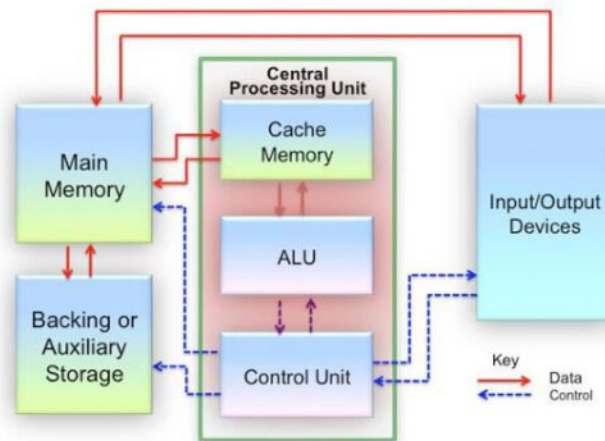 Central
Processing Unit
Cache
Memory
Main
Memory
Input/Output
Devices
ALU
Backing or
Auxiliary
Storage
Control Unit
Key
Data
Control